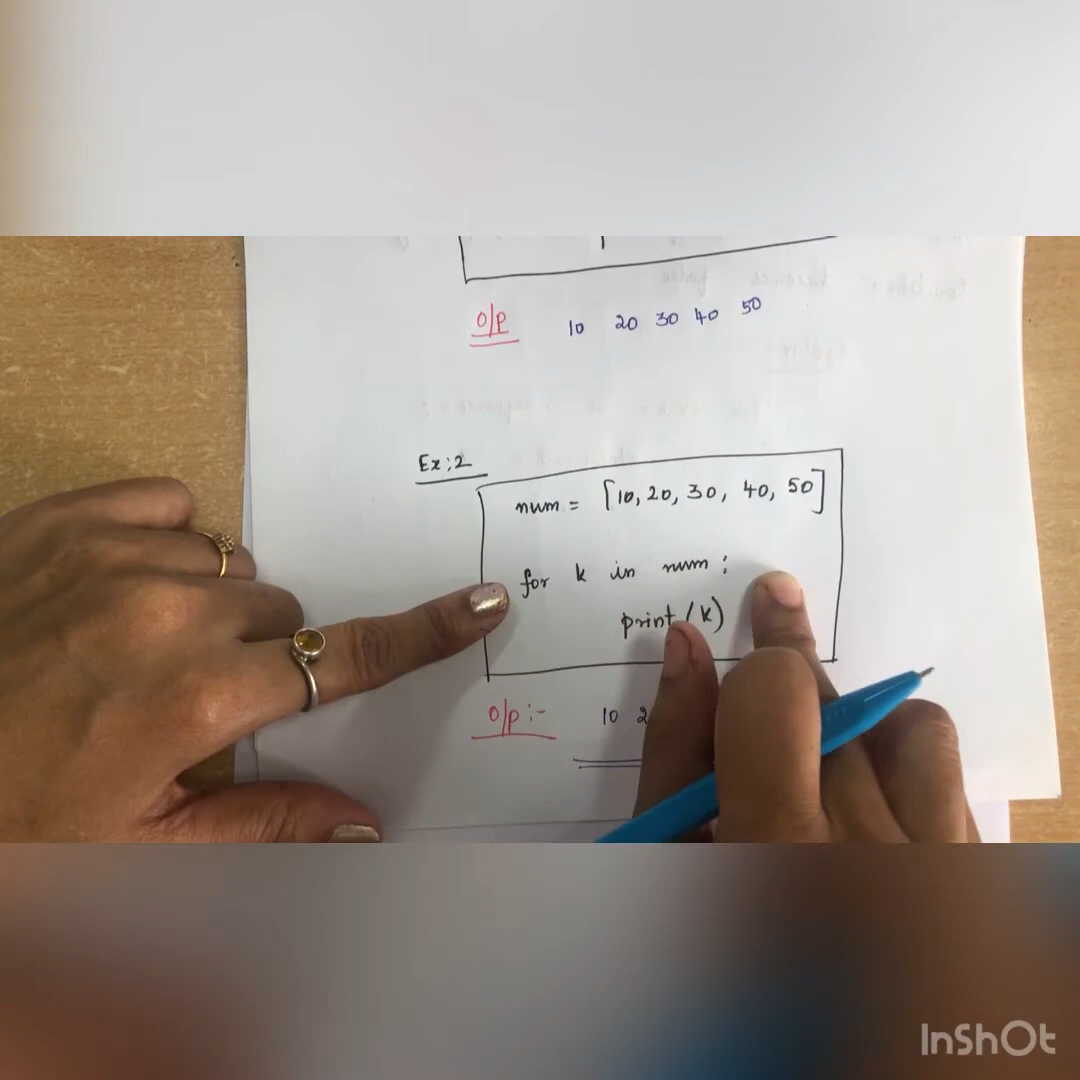 O/p 10 20 30 40 50
Ex:2
num = [10, 20, 30, 40, 50]
for k in num :
print(k)
O/p :- 10
InShOt